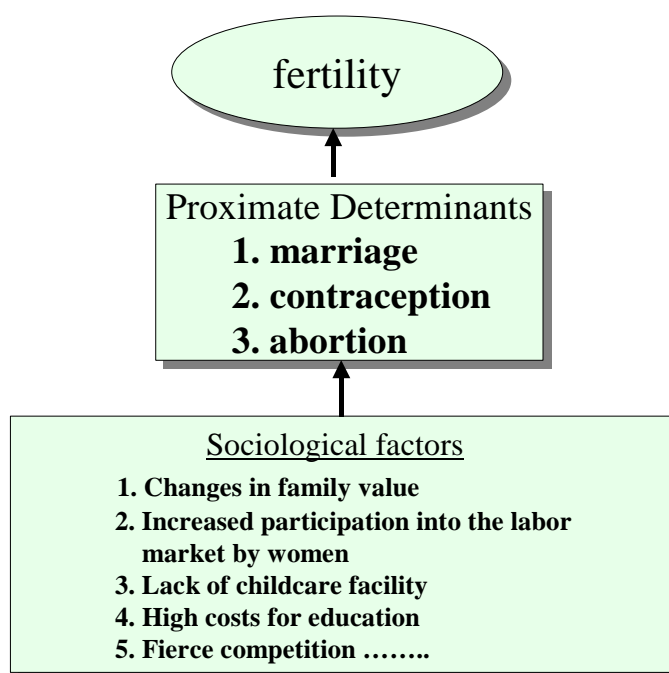 fertility
Proximate Determinants
1. marriage
2. contraception
3. abortion
Sociological factors
1. Changes in family value
2. Increased participation into the labor
market by women
3. Lack of childcare facility
4. High costs for education
5. Fierce competition ........